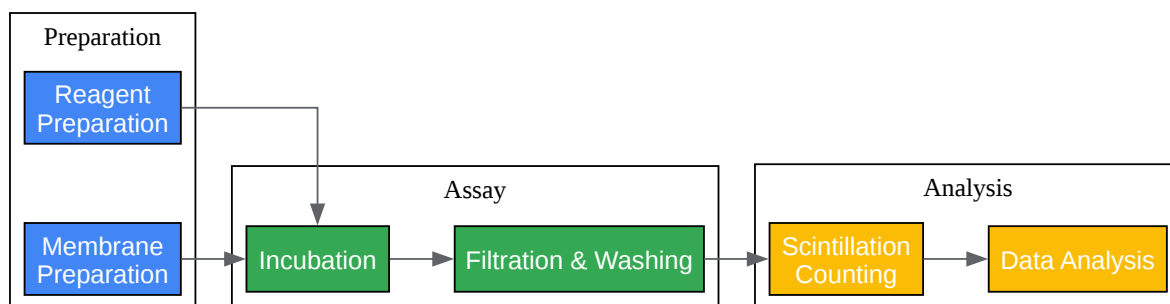 Preparation
Reagent
Preparation
Membrane
Preparation
Assay
Incubation
Filtration & Washing
Analysis
Scintillation
Counting
Data Analysis